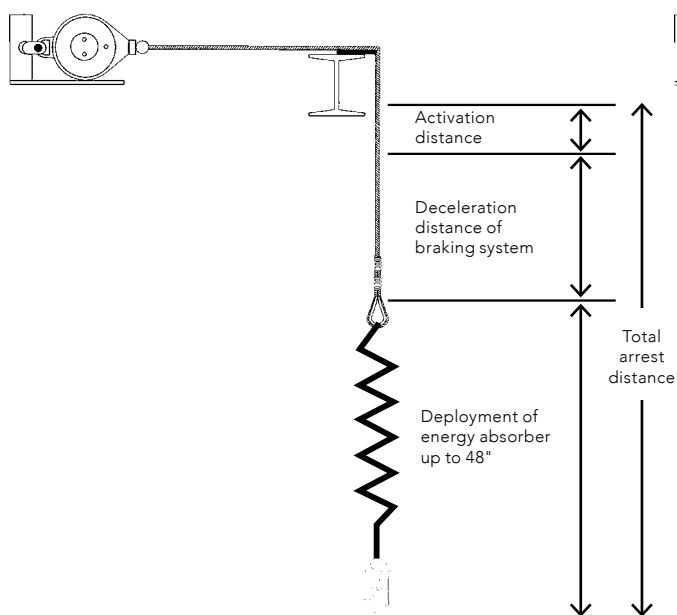 Activation
distance
Deceleration
distance of
braking system
Total
arrest
distance
Deployment of
energy absorber
up to 48"